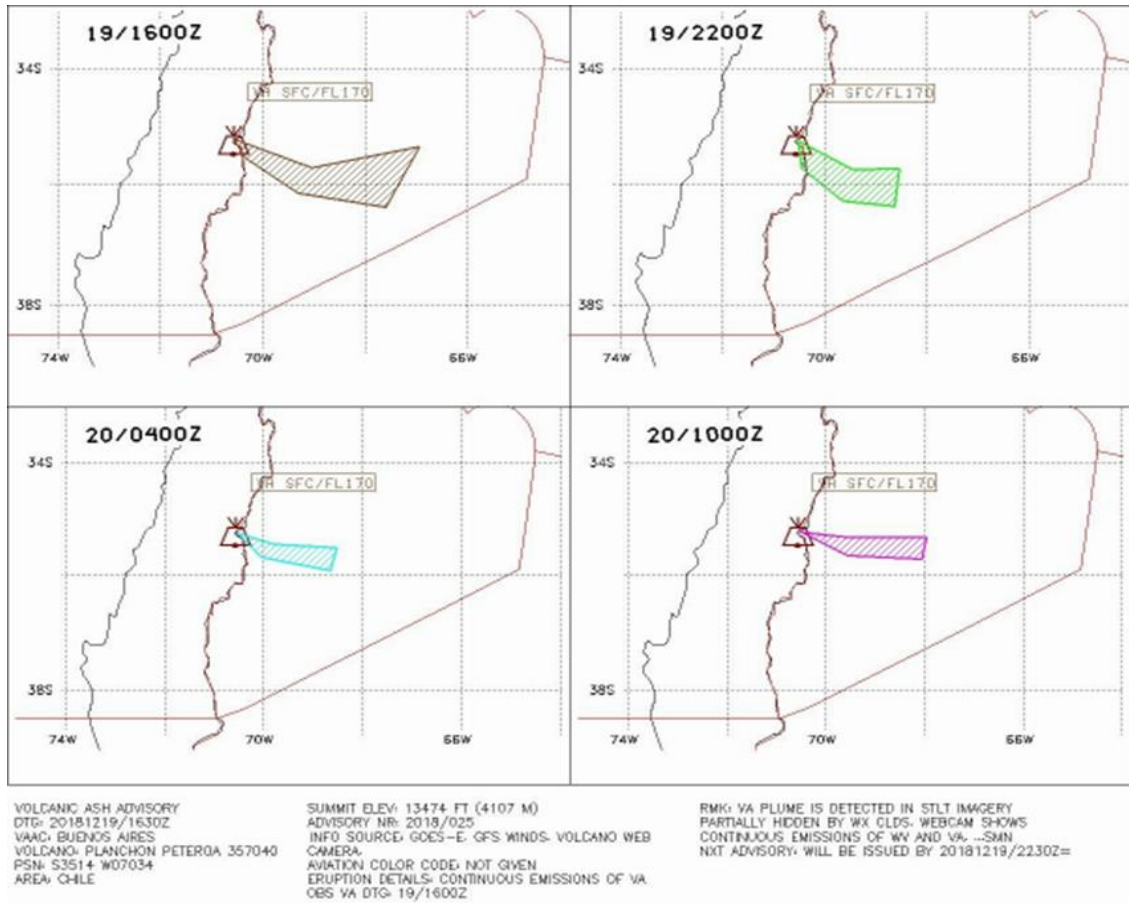 19/1600Z
34S
VA SFC/FL170
38S
74W 70W 66W
19/2200Z
34S
VA SFC/FL170
38S
74W 70W 66W
20/0400Z
34S
VA SFC/FL170
38S
74W 70W 66W
20/1000Z
34S
VA SFC/FL170
38S
74W 70W 66W
VOLCANIC ASH ADVISORY
DTG: 20181219/1630Z
VAAC: BUENOS AIRES
VOLCANO: PLANCHON PETEROA 357040
PSN: S3514 W07034
AREA: CHILE
SUMMIT ELEV: 13474 FT (4107 M)
ADVISORY NR: 2018/025
INFO SOURCE: GOES-E. GFS WINDS. VOLCANO WEB
CAMERA.
AVIATION COLOR CODE: NOT GIVEN
ERUPTION DETAILS: CONTINUOUS EMISSIONS OF VA
OBS VA DTG: 19/1600Z
RMK: VA PLUME IS DETECTED IN STLT IMAGERY
PARTIALLY HIDDEN BY WX CLDS. WEBCAM SHOWS
CONTINUOUS EMISSIONS OF WV AND VA. ...SMN
NXT ADVISORY: WILL BE ISSUED BY 20181219/2230Z=